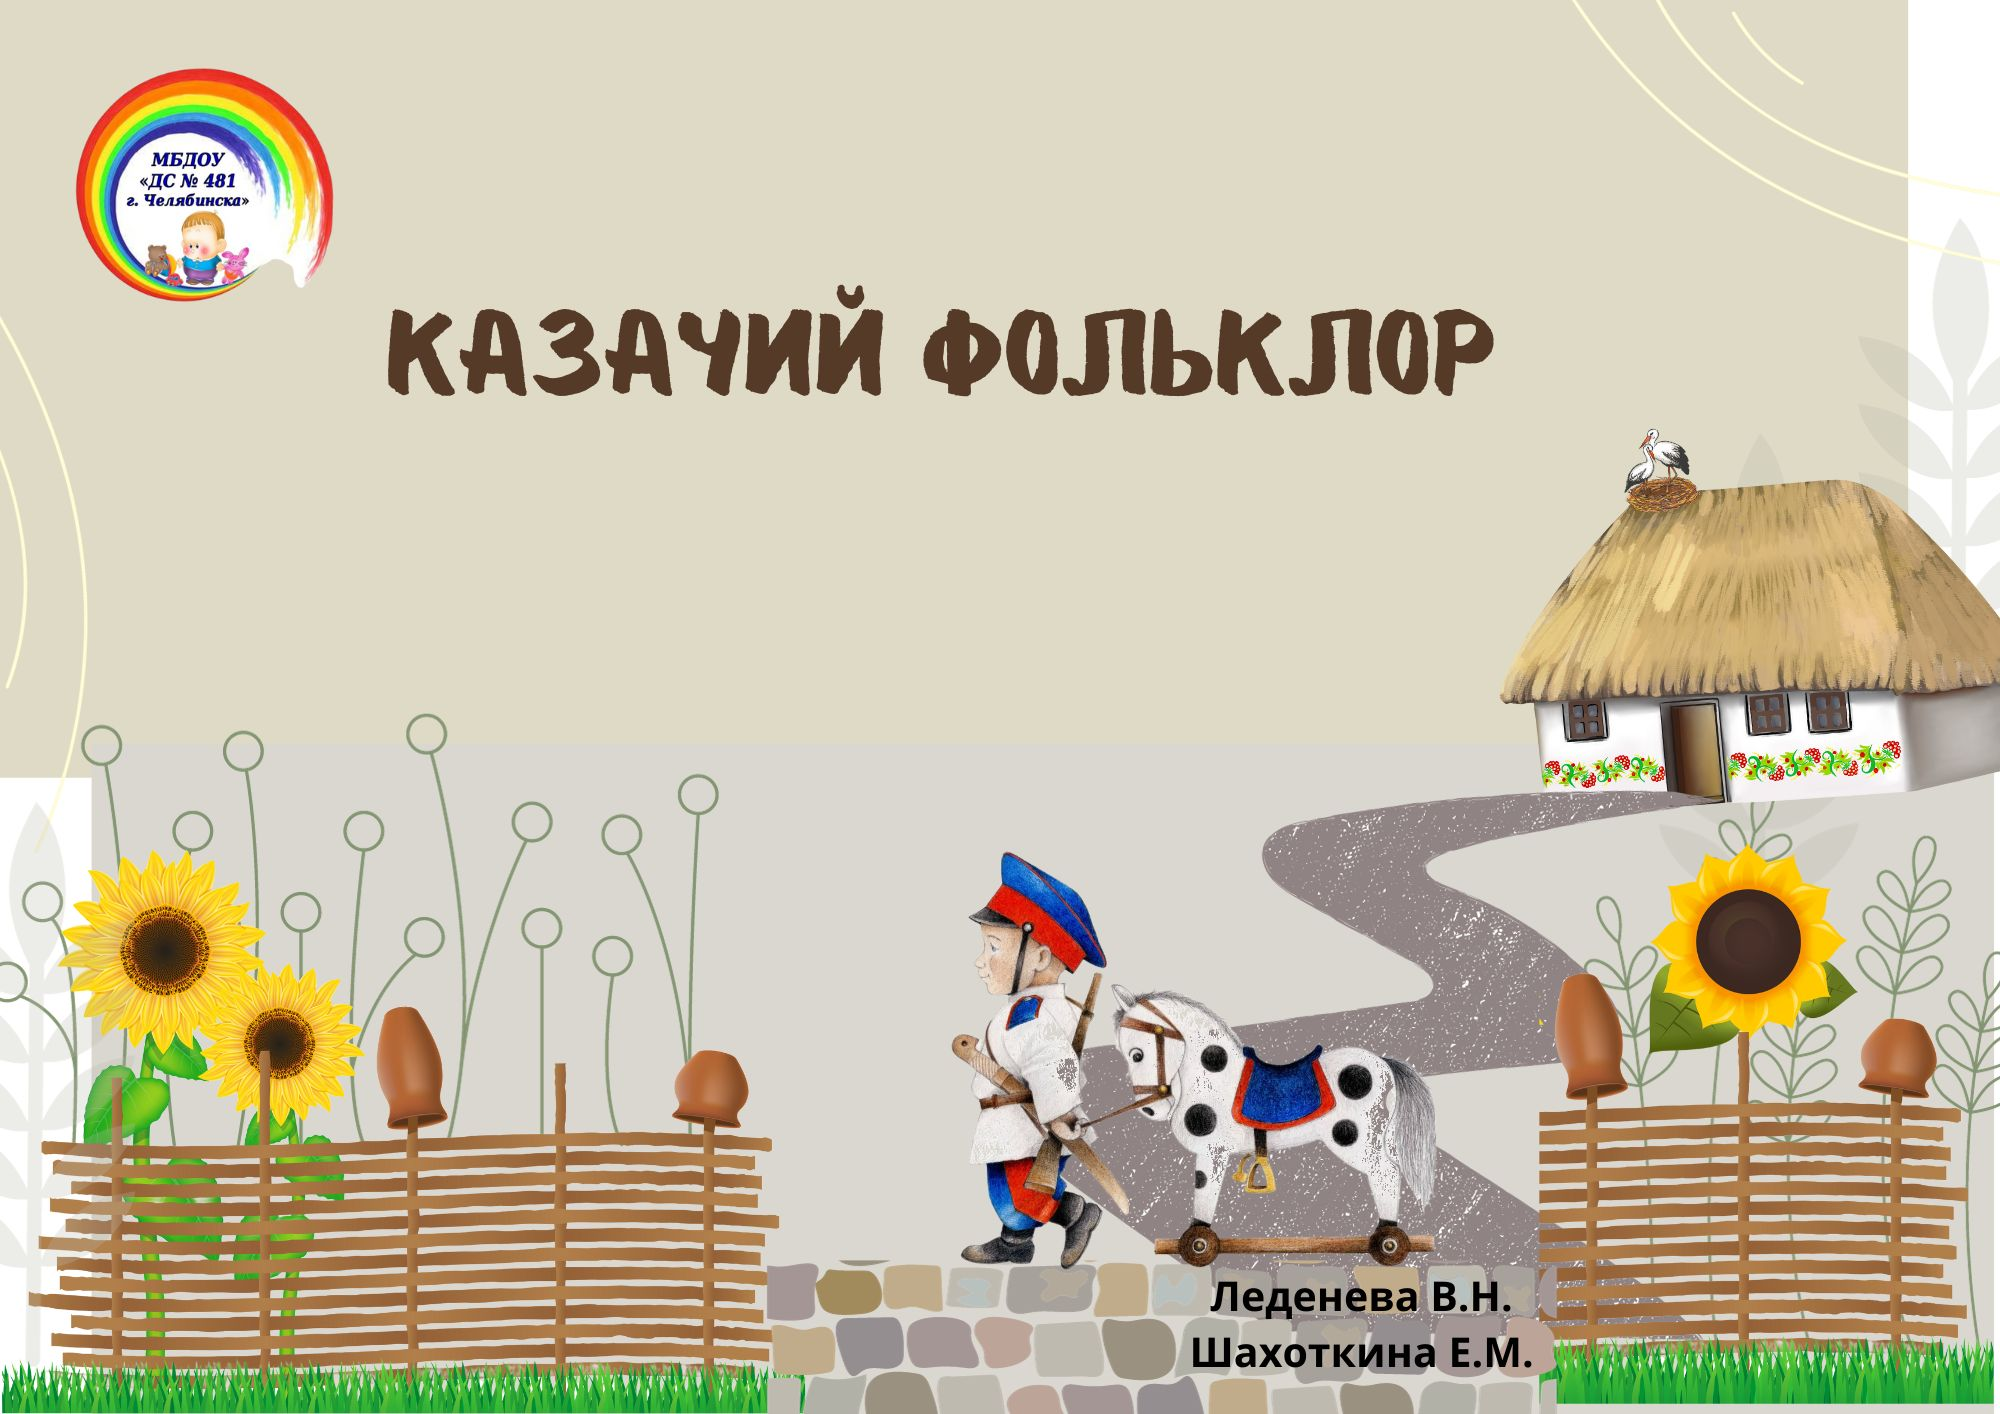 МБДОУ
«ДС № 481
г. Челябинска»
КАЗАЧИЙ ФОЛЬКЛОР
Леденева В.Н.
Шахоткина Е.М.